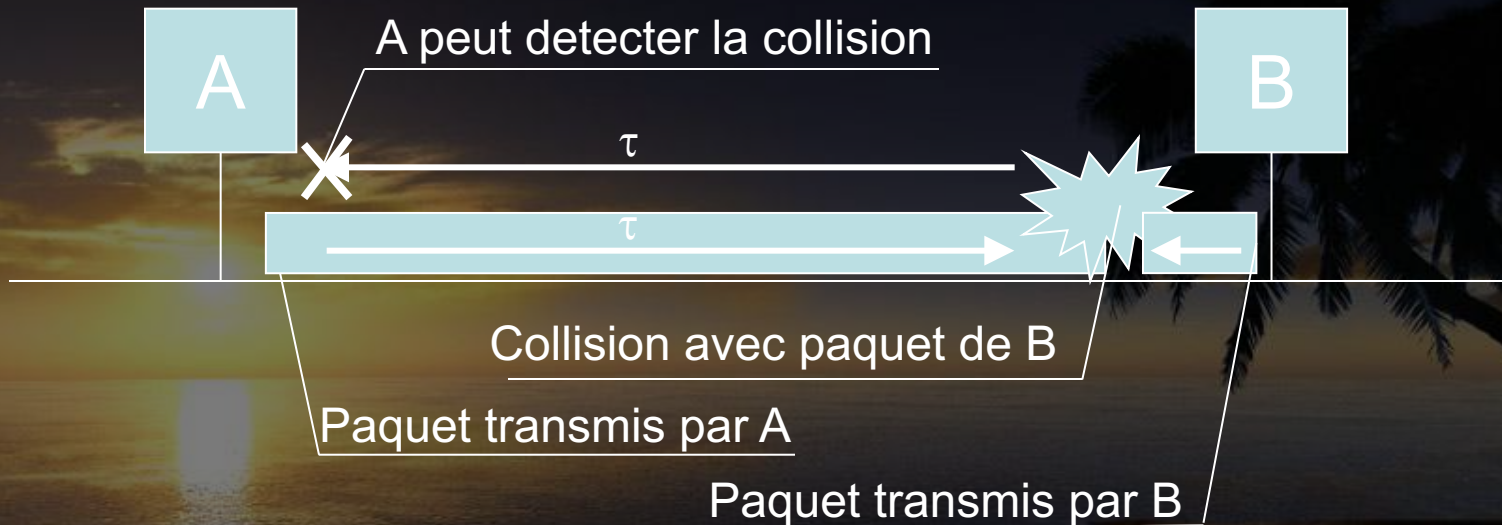 A peut detecter la collision
A
B
τ
τ
Collision avec paquet de B
Paquet transmis par A
Paquet transmis par B